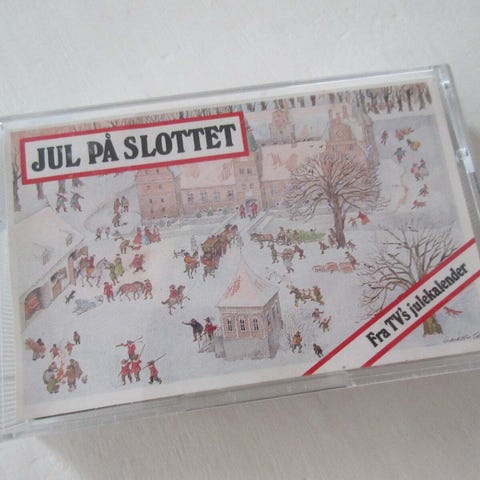 JUL PÅ SLOTTET
Fra TV's julekalender